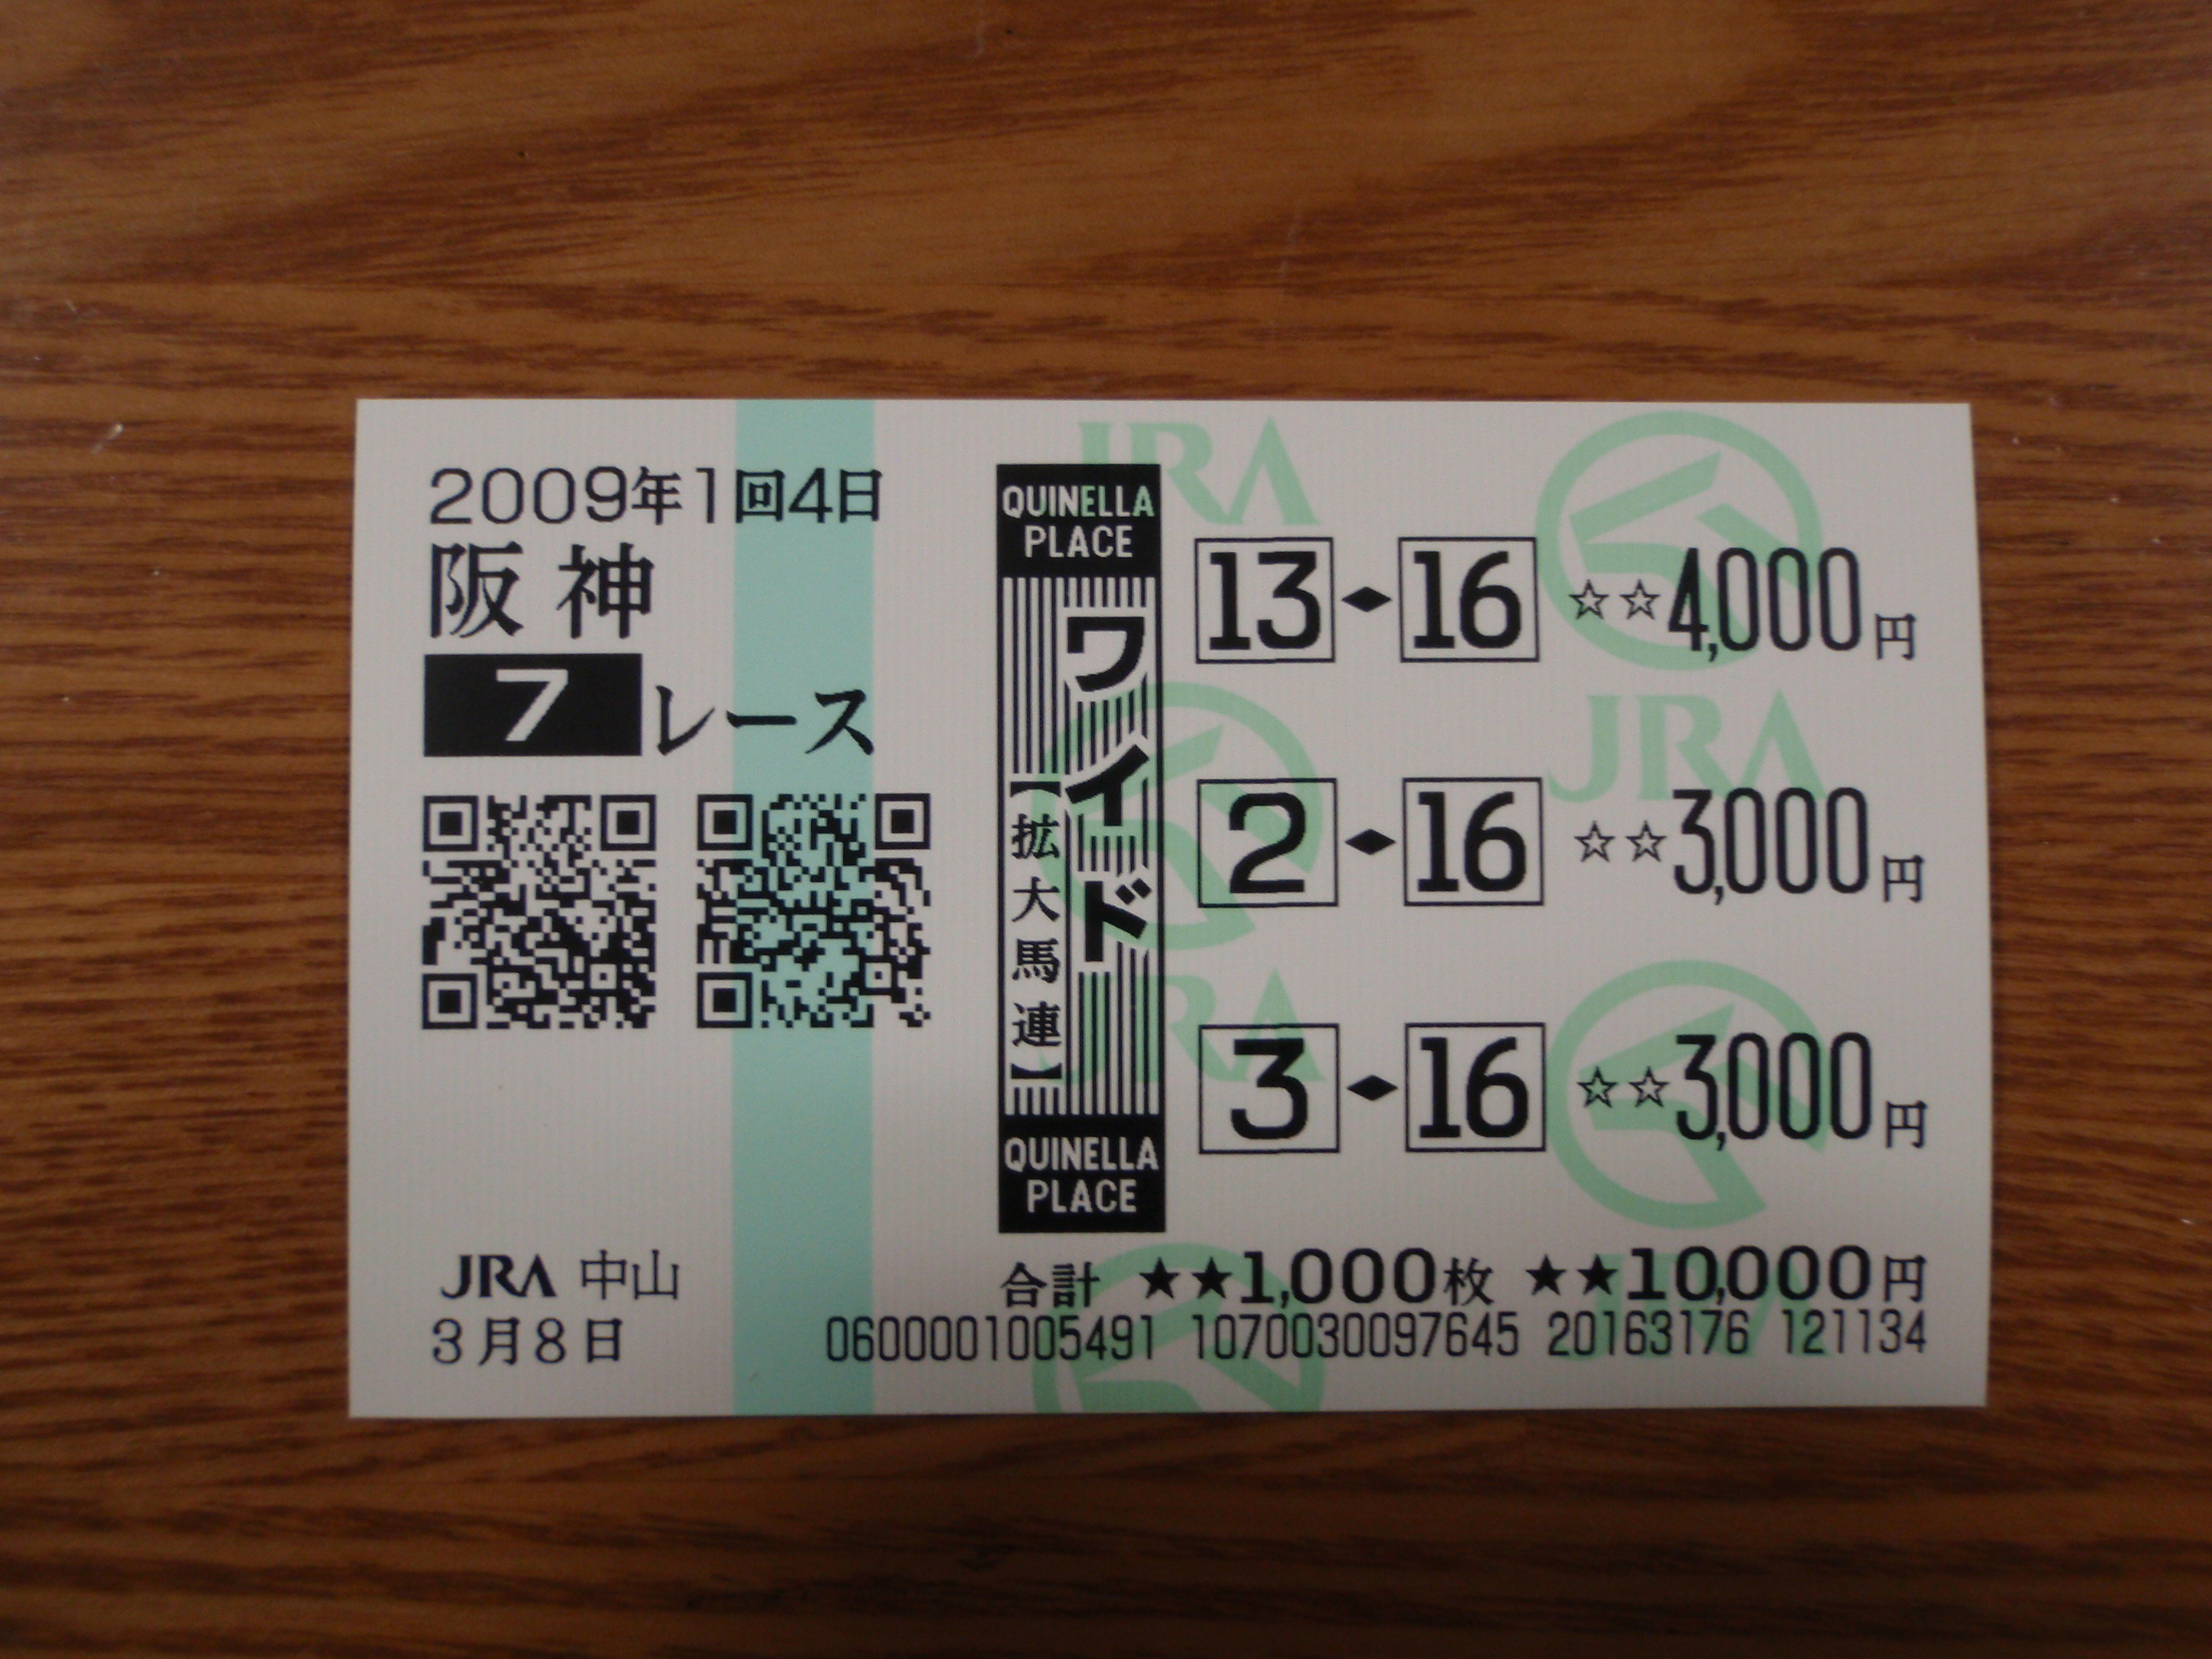 2009年1回4日
阪神
7レース
QUINELLA
PLACE
ワイド
【拡大馬連】
QUINELLA
PLACE
13◆16 ☆☆4,000円
2◆16 ☆☆3,000円
3◆16 ☆☆3,000円
合計 ★★1,000枚 ★★10,000円
JRA 中山
3月8日
0600001005491 1070030097645 20163176 121134
JRA
JRA
JRA